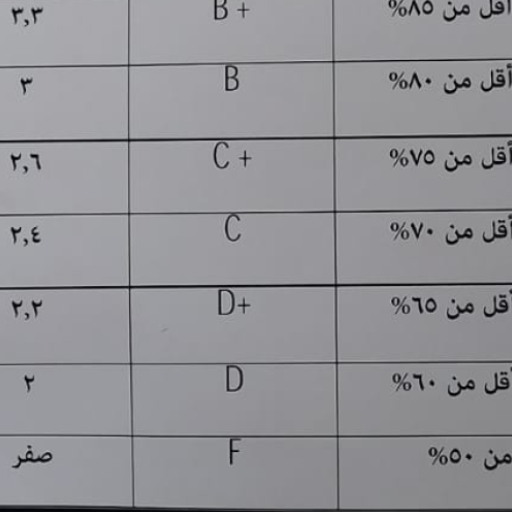 أقل من ٨٥% B + ٣,٣
أقل من ٨٠% B ٣
أقل من ٧٥% C + ٢,٦
أقل من ٧٠% C ٢,٤
أقل من ٦٥% D+ ٢,٢
أقل من ٦٠% D ٢
من ٥٠% F صفر